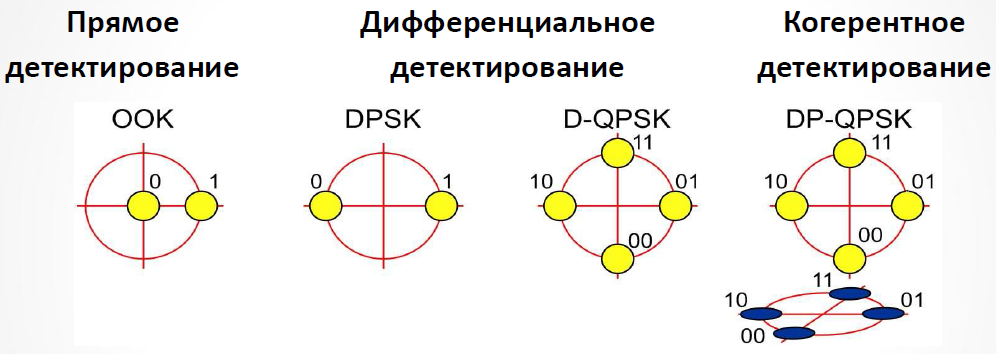 Прямое
детектирование
Дифференциальное
детектирование
Когерентное
детектирование
OOK
0
1
DPSK
0
1
D-QPSK
11
10
01
00
DP-QPSK
11
10
01
00
11
10
01
00